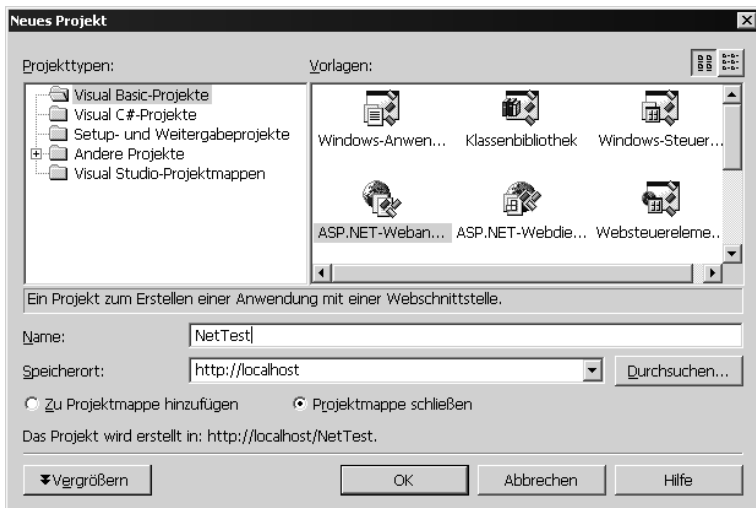 Neues Projekt
Projekttypen:
Vorlagen:
Visual Basic-Projekte
Visual C#-Projekte
Setup- und Weitergabeprojekte
Andere Projekte
Visual Studio-Projektmappen
Windows-Anwen...
Klassenbibliothek
Windows-Steuer...
ASP.NET-Weban...
ASP.NET-Webdie...
Websteuereleme...
Ein Projekt zum Erstellen einer Anwendung mit einer Webschnittstelle.
Name:
NetTest
Speicherort:
http://localhost
Durchsuchen...
Zu Projektmappe hinzufügen
Projektmappe schließen
Das Projekt wird erstellt in: http://localhost/NetTest.
Vergrößern
OK
Abbrechen
Hilfe